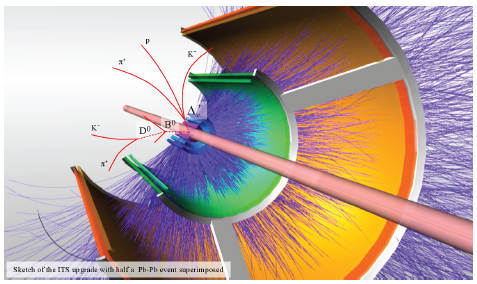 P
K⁻
π⁺
Λc⁺
B⁰
K⁻
D⁰
π⁺
Sketch of the ITS upgrade with half a Pb-Pb event superimposed